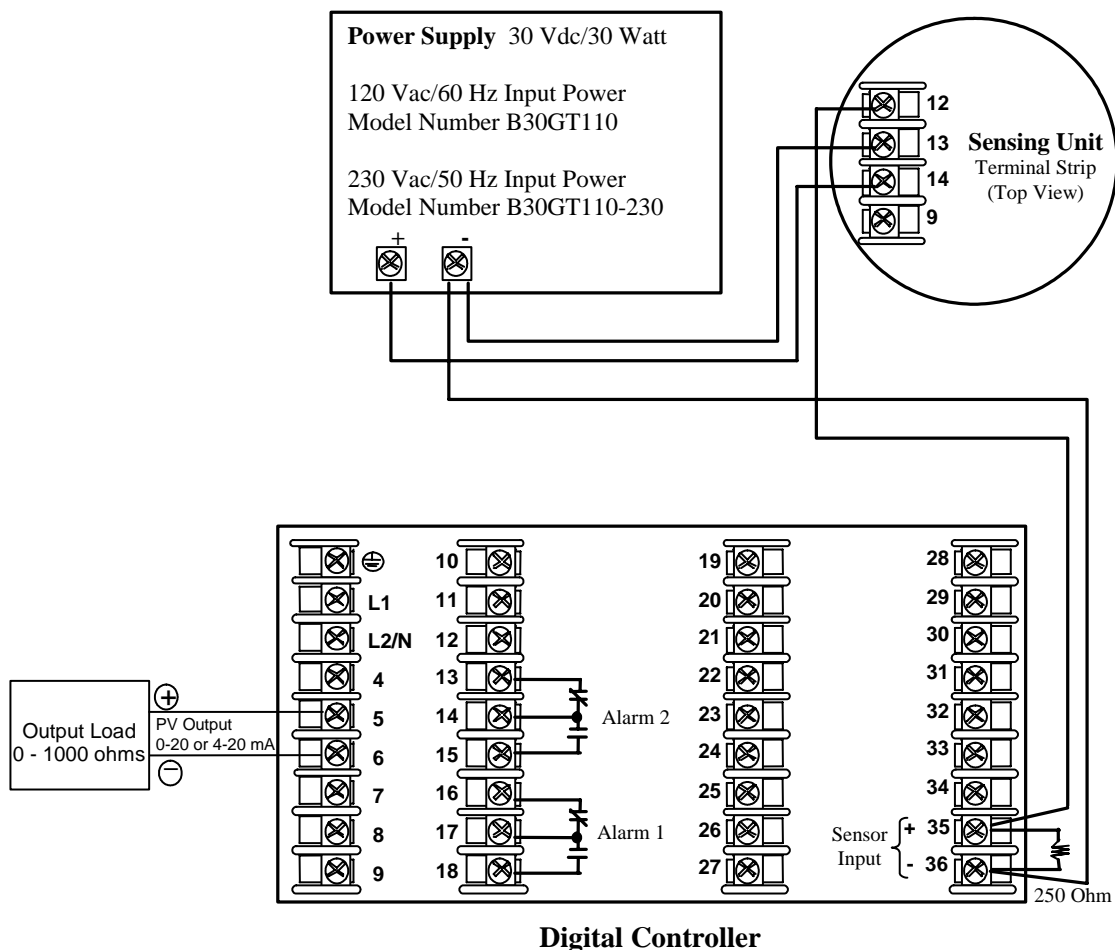 Power Supply 30 Vdc/30 Watt
120 Vac/60 Hz Input Power
Model Number B30GT110
230 Vac/50 Hz Input Power
Model Number B30GT110-230
+ -
12
13
14
9
Sensing Unit
Terminal Strip
(Top View)
L1
L2/N
4
5
6
7
8
9
10
11
12
13
14
15
16
17
18
Alarm 2
Alarm 1
19
20
21
22
23
24
25
26
27
28
29
30
31
32
33
34
+ 35
- 36
Sensor
Input
250 Ohm
Output Load
0 - 1000 ohms
+
PV Output
0-20 or 4-20 mA
−
Digital Controller